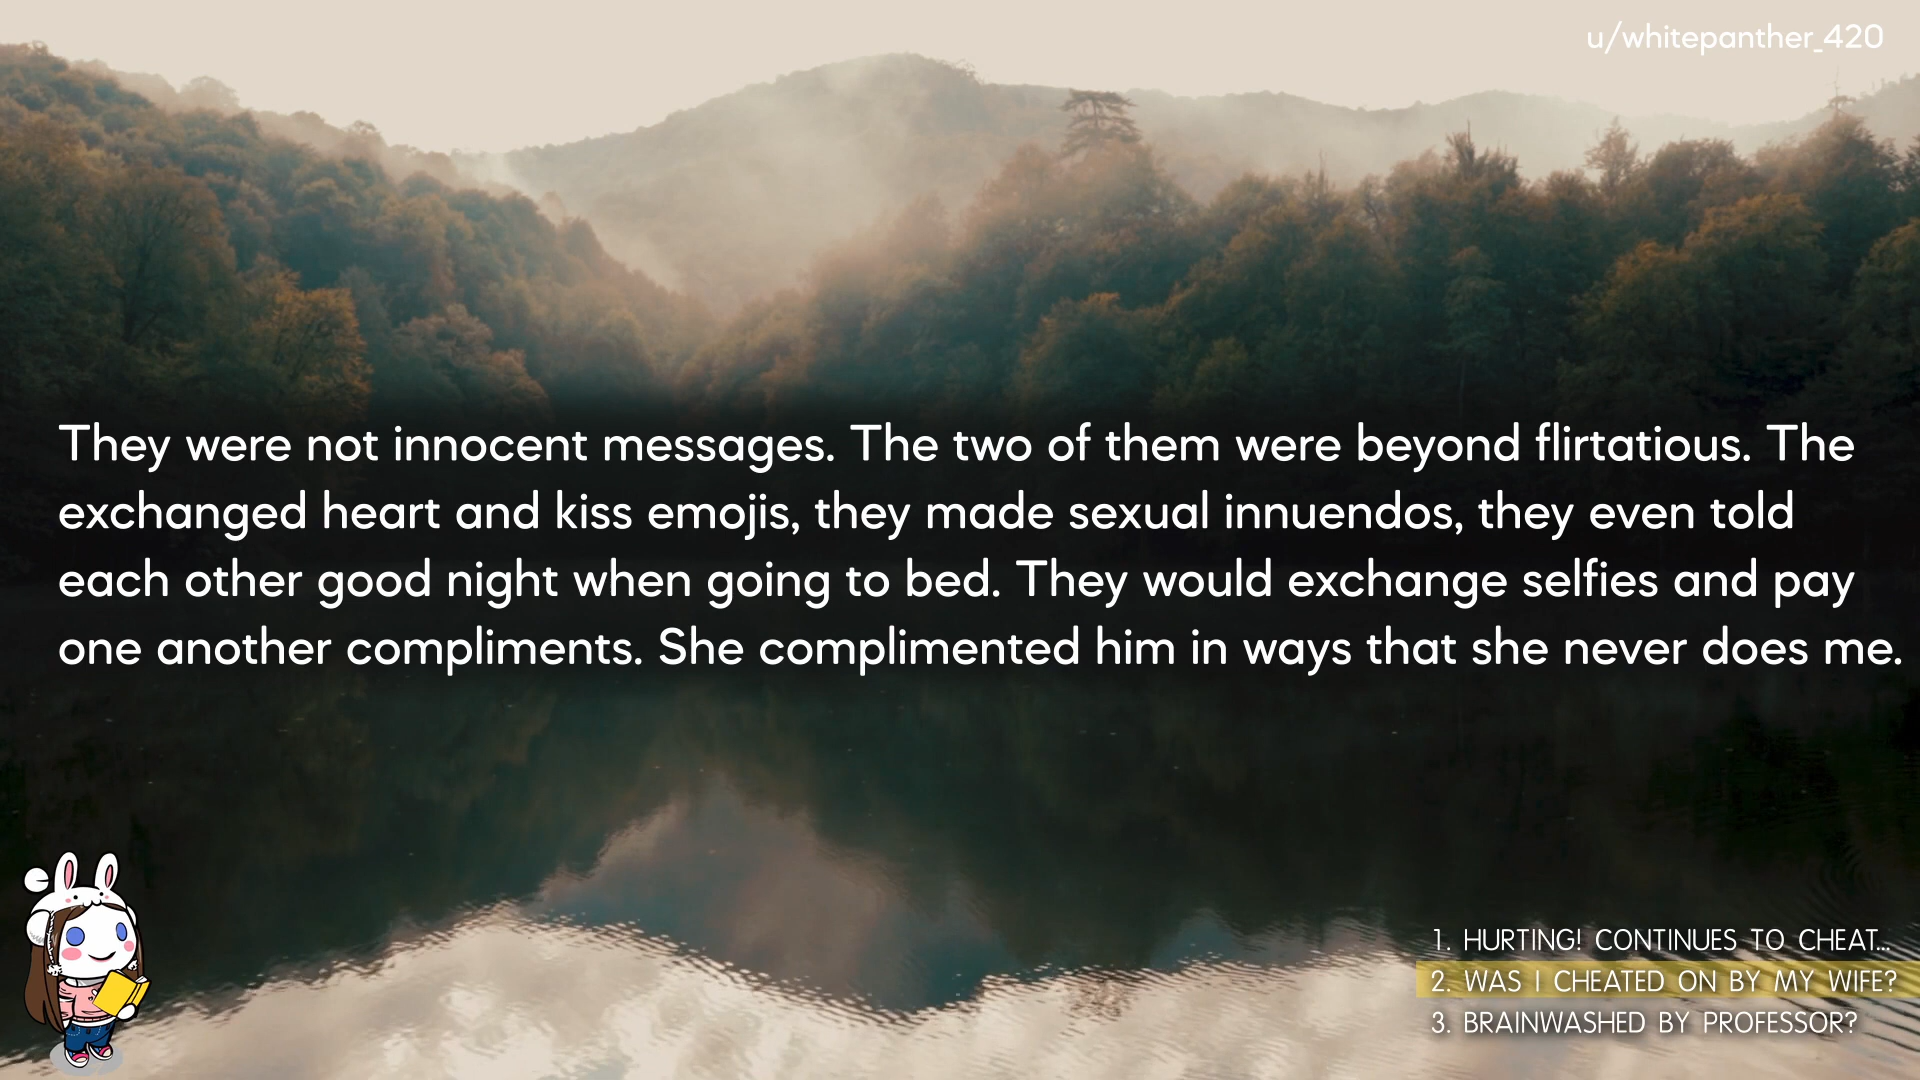 u/whitepanther_420
They were not innocent messages. The two of them were beyond flirtatious. The
exchanged heart and kiss emojis, they made sexual innuendos, they even told
each other good night when going to bed. They would exchange selfies and pay
one another compliments. She complimented him in ways that she never does me.
1. HURTING! CONTINUES TO CHEAT...
2. WAS I CHEATED ON BY MY WIFE?
3. BRAINWASHED BY PROFESSOR?